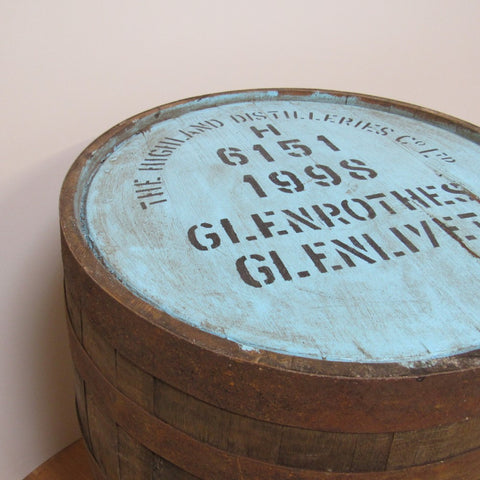 THE HIGHLAND DISTILLERIES Co. LTD
H
6151
1998
GLENROTHES
GLENLIVET